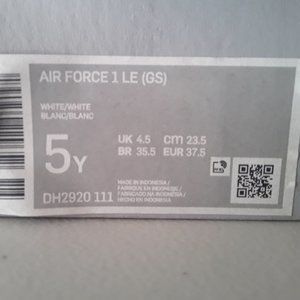 AIR FORCE 1 LE (GS)
WHITE/WHITE
BLANC/BLANC
5Y
UK 4.5 cm 23.5
BR 35.5 EUR 37.5
MADE IN INDONESIA /
FABRIQUÉ EN INDONÉSIE/
FABRICADO NA INDONÉSIA/
HECHO EN INDONESIA
DH2920 111